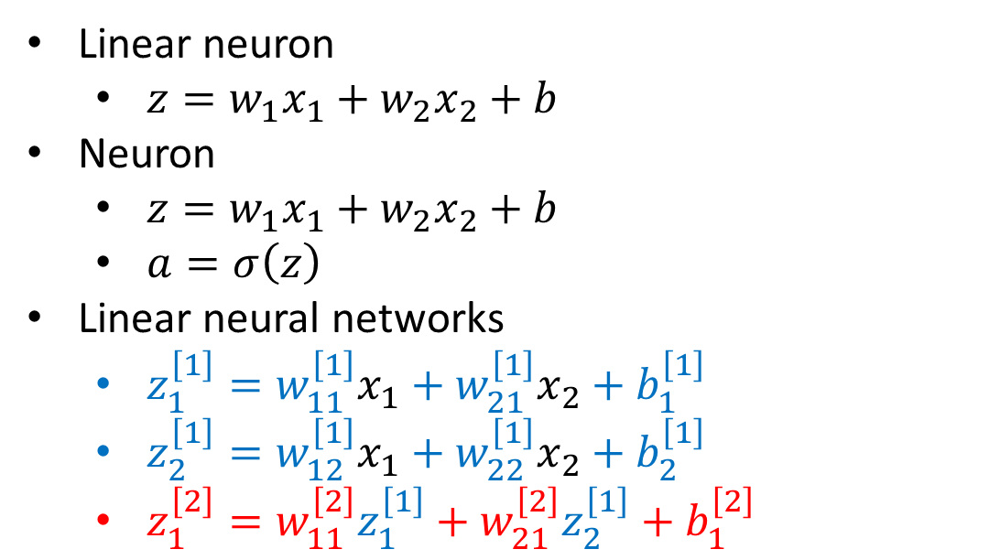 • Linear neuron
• $z = w_1x_1 + w_2x_2 + b$
• Neuron
• $z = w_1x_1 + w_2x_2 + b$
• $a = \sigma(z)$
• Linear neural networks
• $z_1^{[1]} = w_{11}^{[1]}x_1 + w_{21}^{[1]}x_2 + b_1^{[1]}$
• $z_2^{[1]} = w_{12}^{[1]}x_1 + w_{22}^{[1]}x_2 + b_2^{[1]}$
• $z_1^{[2]} = w_{11}^{[2]}z_1^{[1]} + w_{21}^{[2]}z_2^{[1]} + b_1^{[2]}$